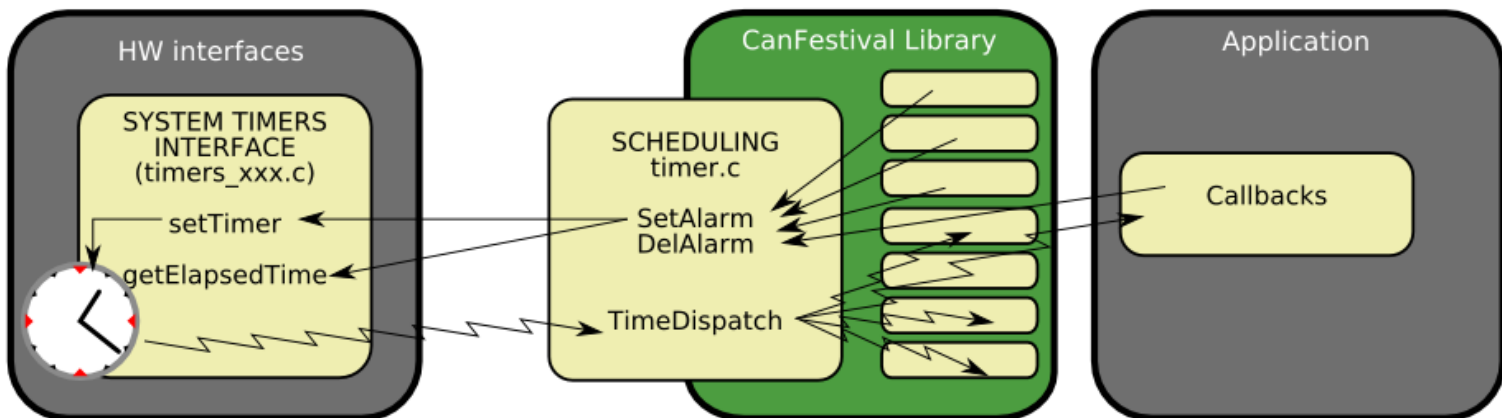 HW interfaces
SYSTEM TIMERS
INTERFACE
(timers_xxx.c)
setTimer
getElapsedTime
CanFestival Library
SCHEDULING
timer.c
SetAlarm
DelAlarm
TimeDispatch
Application
Callbacks